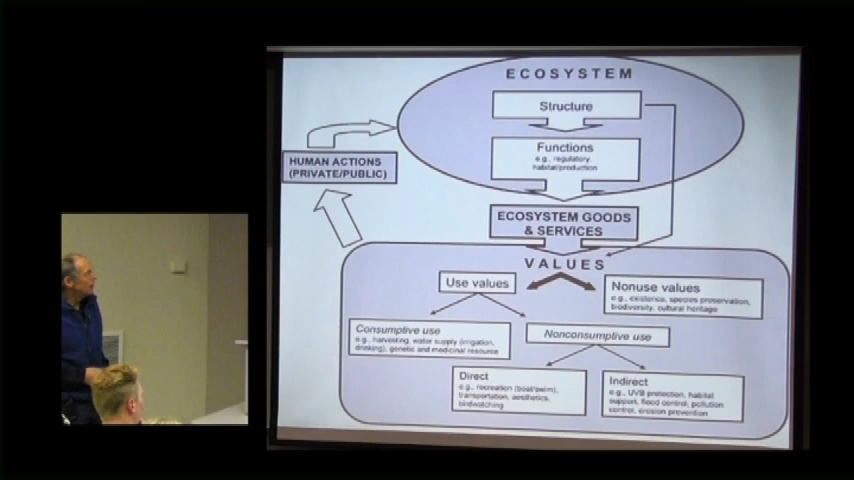 ECOSYSTEM
Structure
Functions
e.g., regulatory,
habitat/production
HUMAN ACTIONS
(PRIVATE/PUBLIC)
ECOSYSTEM GOODS
& SERVICES
VALUES
Use values
Nonuse values
e.g., existence, species preservation,
biodiversity, cultural heritage
Consumptive use
e.g., harvesting, water supply (irrigation,
drinking), genetic and medicinal resource
Nonconsumptive use
Direct
e.g., recreation (boat/swim),
transportation, aesthetics,
birdwatching
Indirect
e.g., UVB protection, habitat
support, flood control, pollution
control, erosion prevention